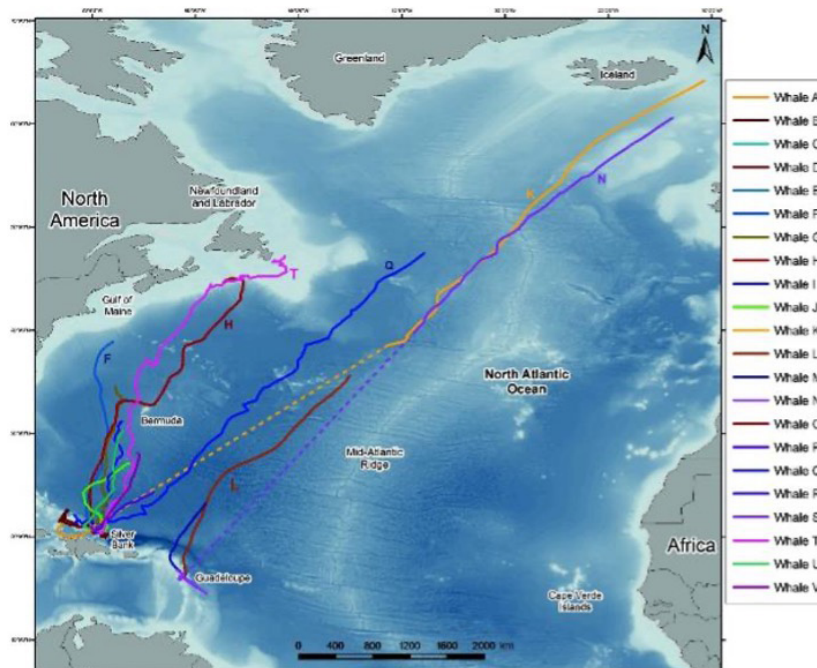 Greenland
N
Iceland
K
N
North
America
Newfoundland
and Labrador
Q
T
Gulf of
Maine
H
F
Bermuda
North Atlantic
Ocean
Mid-Atlantic
Ridge
L
Silver
Bank
Guadeloupe
Africa
Cape Verde
Islands
0 400 800 1200 1600 2000 km
Whale A
Whale
Whale
Whale
Whale
Whale
Whale
Whale H
Whale I
Whale J
Whale K
Whale L
Whale M
Whale N
Whale
Whale
Whale
Whale
Whale S
Whale T
Whale U
Whale V